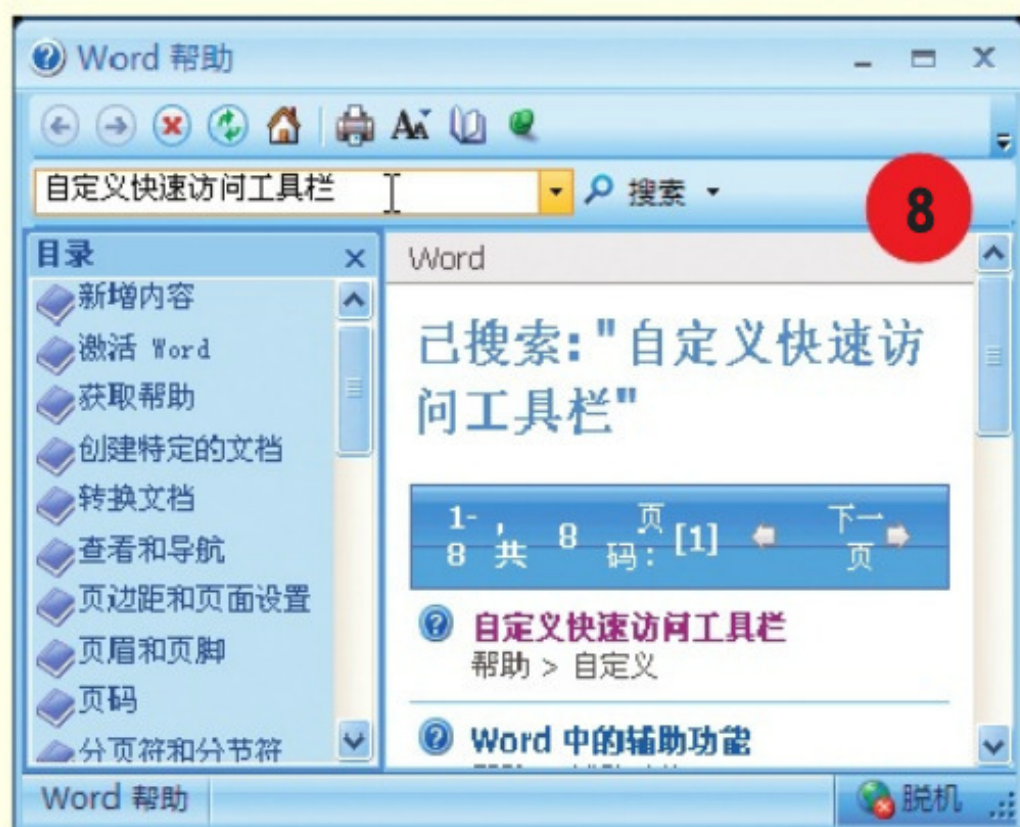 Word 帮助
自定义快速访问工具栏
搜索
8
目录
新增内容
激活 Word
获取帮助
创建特定的文档
转换文档
查看和导航
页边距和页面设置
页眉和页脚
页码
分页符和分节符
Word
已搜索:"自定义快速访
问工具栏"
1-8,共 8 页码:[1] 下一页
自定义快速访问工具栏
帮助 > 自定义
Word 中的辅助功能
Word 帮助
脱机